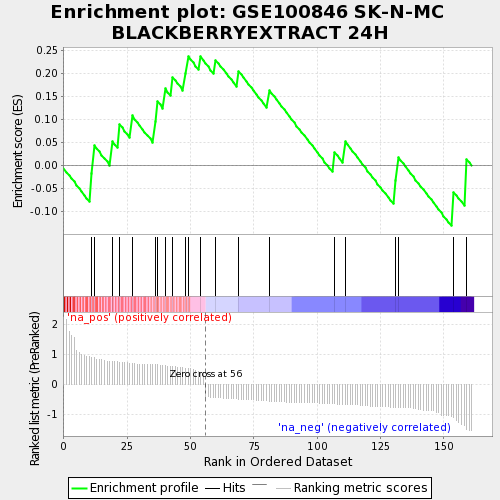 Enrichment plot: GSE100846 SK-N-MC
BLACKBERRYEXTRACT 24H
Enrichment score (ES)
0.25
0.20
0.15
0.10
0.05
0.00
-0.05
-0.10
'na_pos' (positively correlated)
Ranked list metric (PreRanked)
2
1
0
-1
Zero cross at 56
'na_neg' (negatively correlated)
0 25 50 75 100 125 150
Rank in Ordered Dataset
Enrichment profile Hits Ranking metric scores